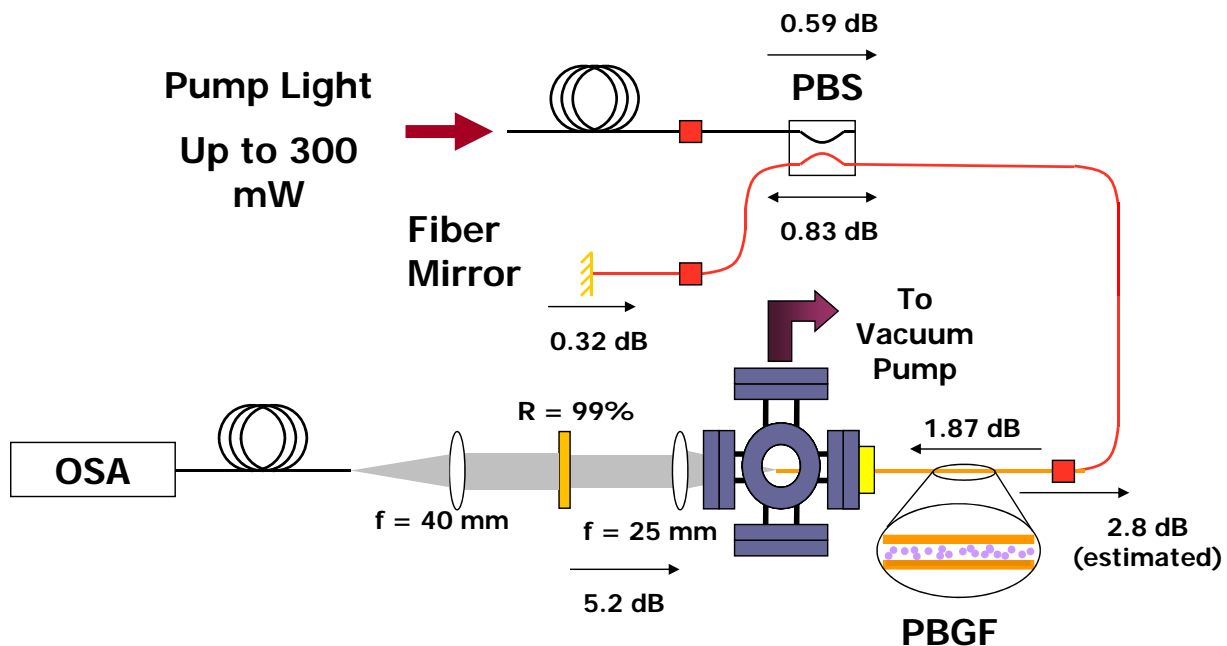 0.59 dB
PBS
Pump Light
Up to 300
mW
0.83 dB
Fiber
Mirror
0.32 dB
To
Vacuum
Pump
R = 99%
1.87 dB
OSA
f = 40 mm
f = 25 mm
2.8 dB
(estimated)
5.2 dB
PBGF